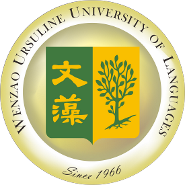 WENZAO URSULINE UNIVERSITY OF LANGUAGES
文
藻
Since 1966